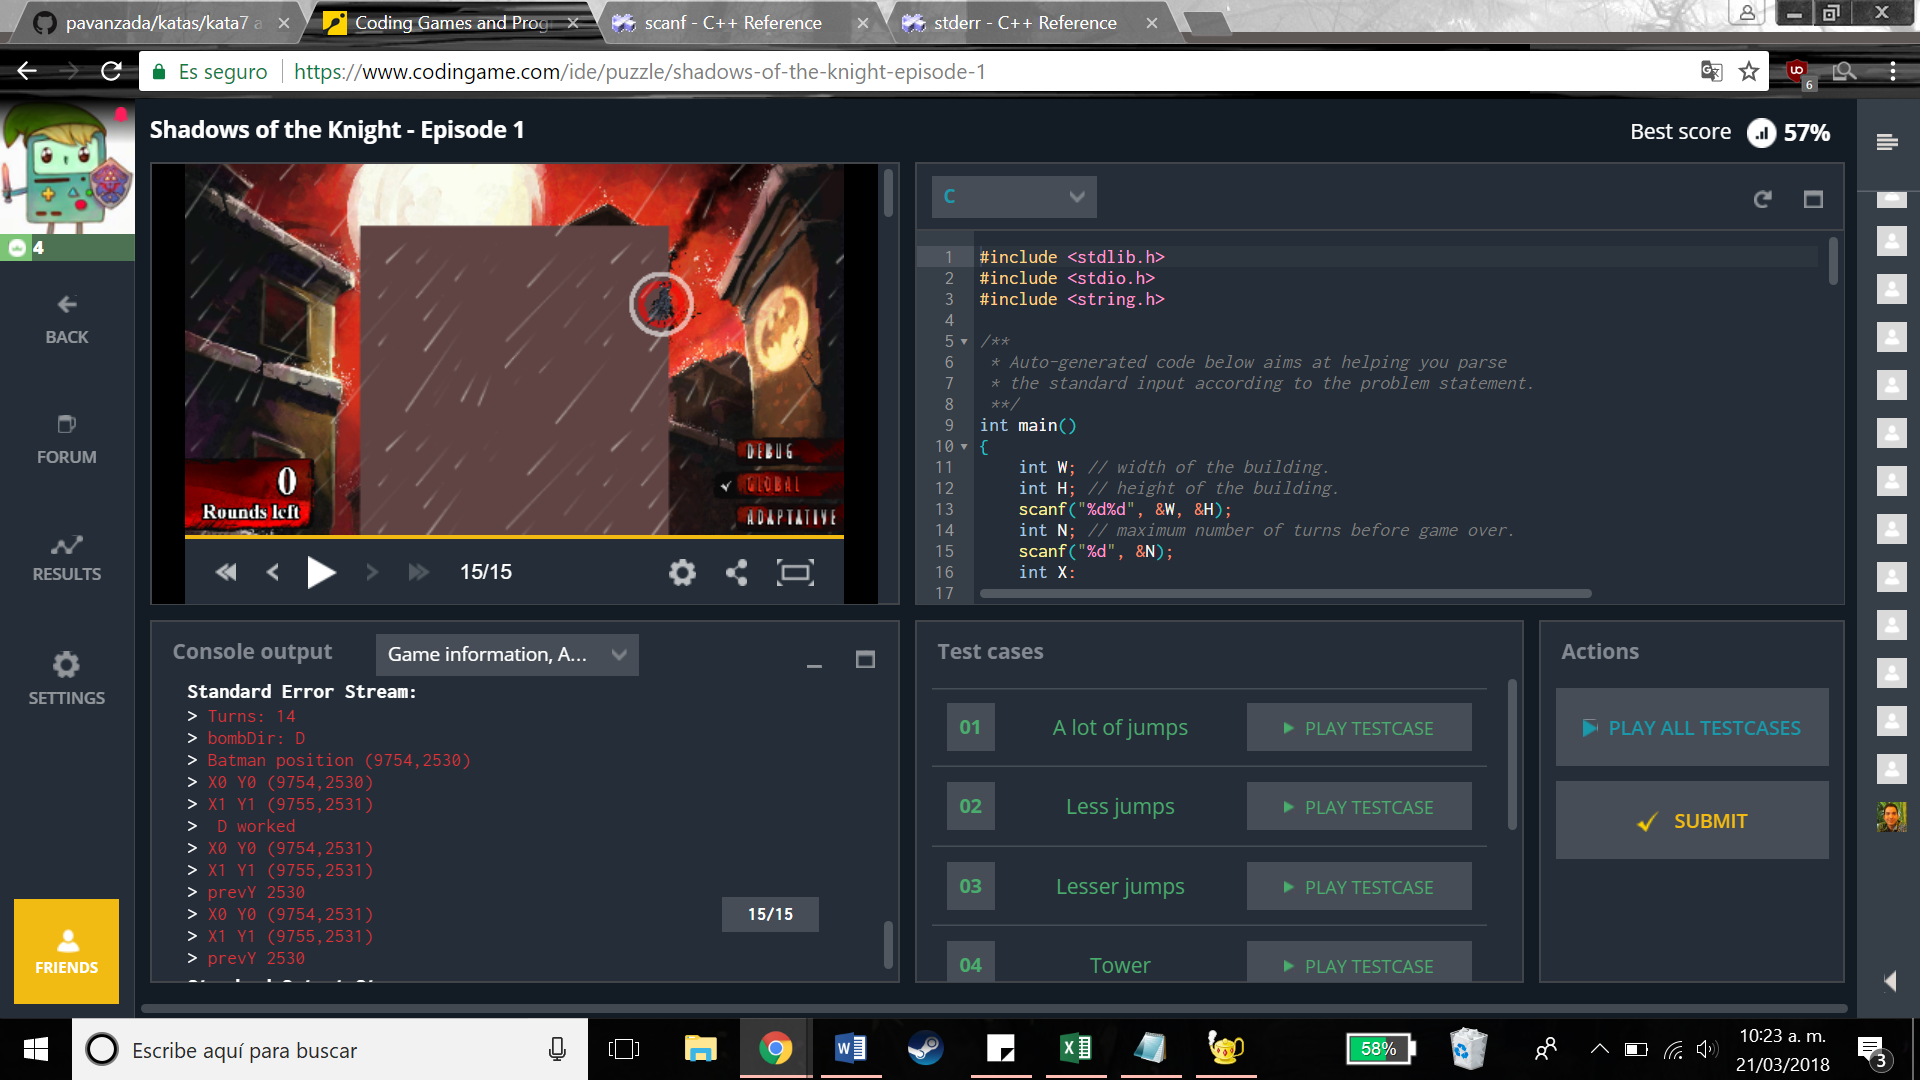 pavanzada/katas/kata7 a
Coding Games and Prog
scanf - C++ Reference
stderr - C++ Reference
Es seguro
https://www.codingame.com/ide/puzzle/shadows-of-the-knight-episode-1
6
4
BACK
FORUM
RESULTS
SETTINGS
FRIENDS
Shadows of the Knight - Episode 1
Best score 57%
0
Rounds left
DEBUG
GLOBAL
ADAPTATIVE
15/15
C
1 #include <stdlib.h>
2 #include <stdio.h>
3 #include <string.h>
4
5 /**
6 * Auto-generated code below aims at helping you parse
7 * the standard input according to the problem statement.
8 **/
9 int main()
10 {
11 int W; // width of the building.
12 int H; // height of the building.
13 scanf("%d%d", &W, &H);
14 int N; // maximum number of turns before game over.
15 scanf("%d", &N);
16 int X;
17
Console output
Game information, A...
Standard Error Stream:
> Turns: 14
> bombDir: D
> Batman position (9754,2530)
> X0 Y0 (9754,2530)
> X1 Y1 (9755,2531)
> D worked
> X0 Y0 (9754,2531)
> X1 Y1 (9755,2531)
> prevY 2530
> X0 Y0 (9754,2531)
> X1 Y1 (9755,2531)
> prevY 2530
15/15
Test cases
01 A lot of jumps PLAY TESTCASE
02 Less jumps PLAY TESTCASE
03 Lesser jumps PLAY TESTCASE
04 Tower PLAY TESTCASE
Actions
PLAY ALL TESTCASES
SUBMIT
Escribe aquí para buscar
58%
10:23 a. m.
21/03/2018
3